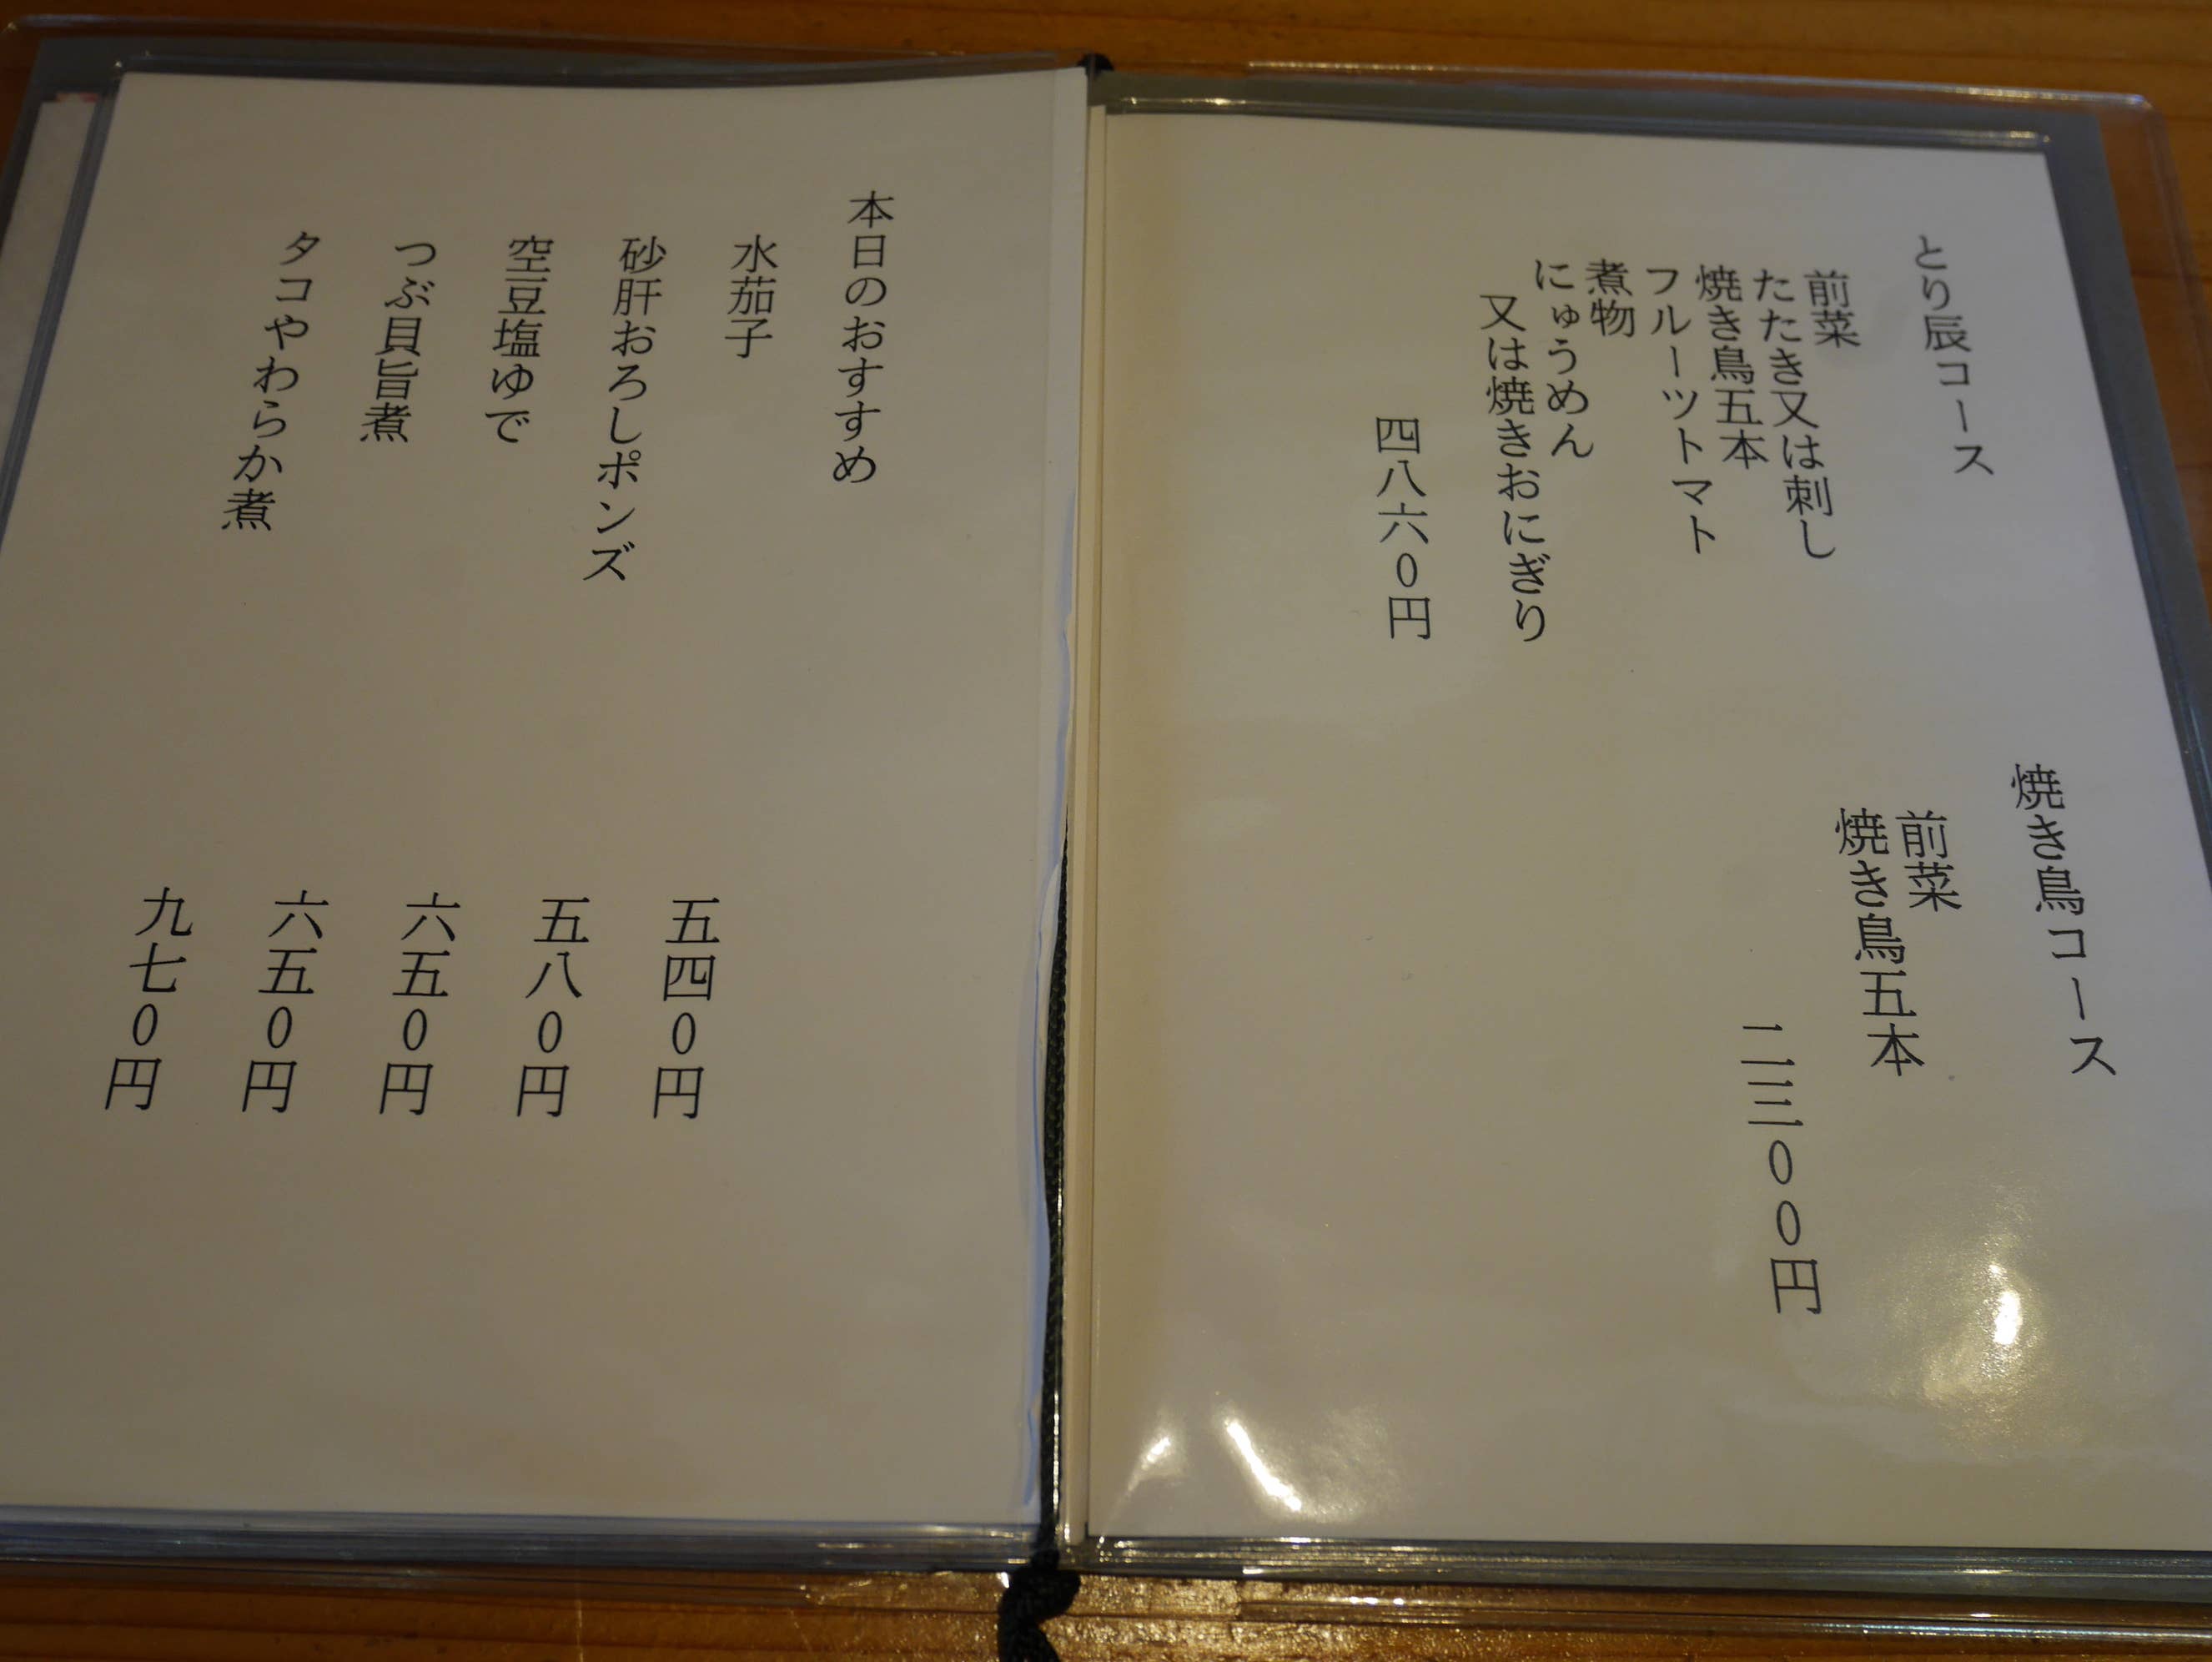 とり辰コース
前菜
たたき又は刺し
焼き鳥五本
フルーツトマト
煮物
にゅうめん
又は焼きおにぎり
四八六0円
焼き鳥コース
前菜
焼き鳥五本
二三00円
本日のおすすめ
水茄子
五四0円
砂肝おろしポンズ
五八0円
空豆塩ゆで
六五0円
つぶ貝旨煮
六五0円
タコやわらか煮
九七0円